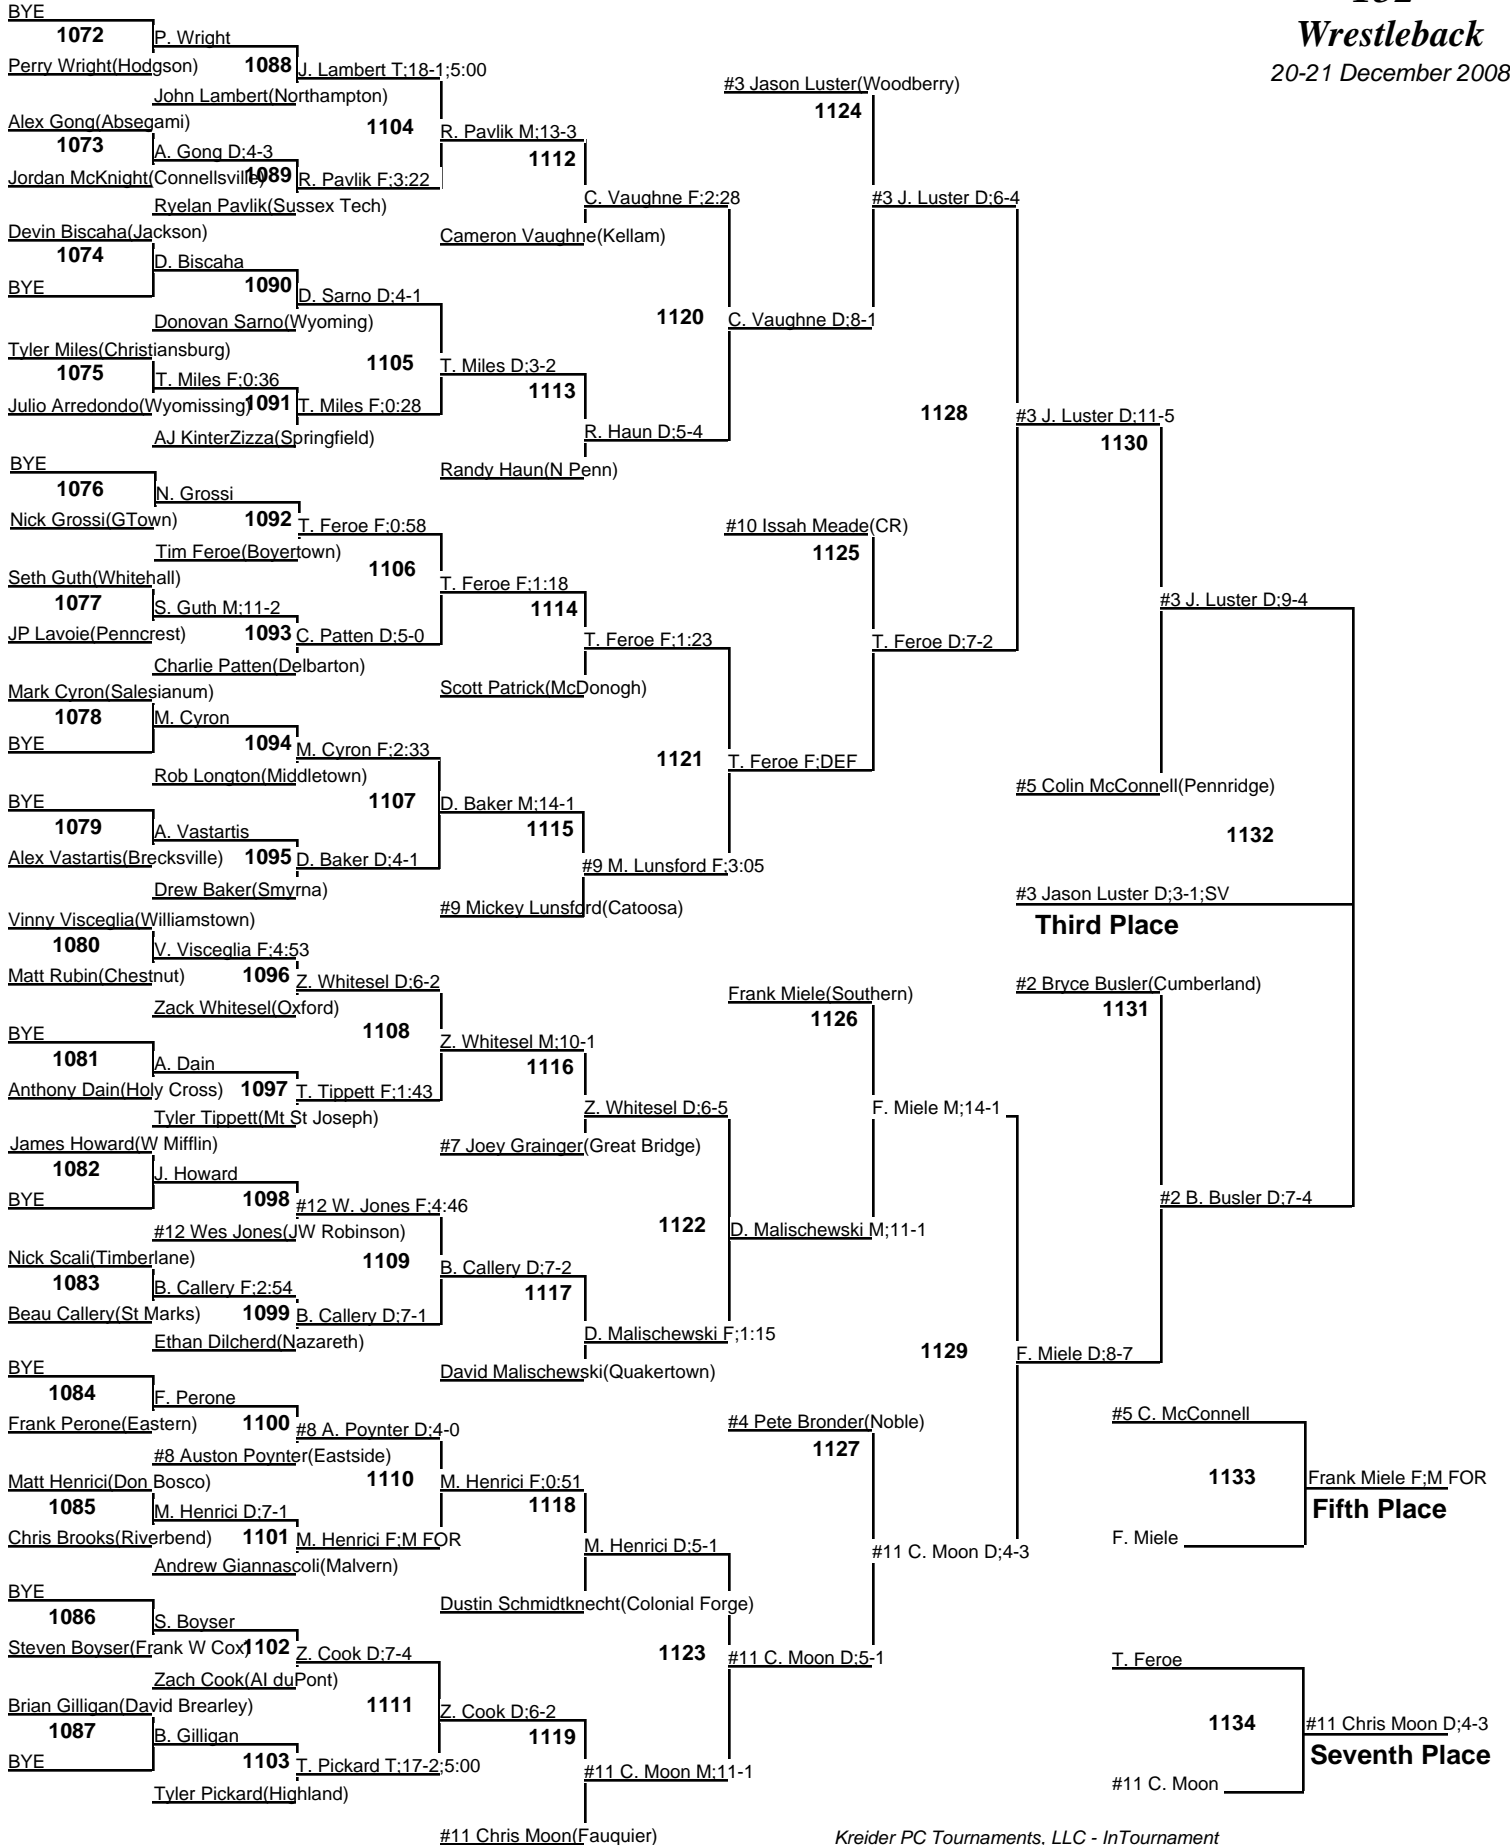 Wrestleback
20-21 December 2008
BYE
1072
P. Wright
Perry Wright(Hodgson)
1088
J. Lambert T;18-1;5:00
John Lambert(Northampton)
Alex Gong(Absegami)
1073
A. Gong D;4-3
Jordan McKnight(Connellsville)
1089
R. Pavlik F;3:22
Ryelan Pavlik(Sussex Tech)
1104
R. Pavlik M;13-3
1112
C. Vaughne F;2:28
Cameron Vaughne(Kellam)
Devin Biscaha(Jackson)
1074
D. Biscaha
BYE
1090
D. Sarno D;4-1
Donovan Sarno(Wyoming)
Tyler Miles(Christiansburg)
1075
T. Miles F;0:36
Julio Arredondo(Wyomissing)
1091
T. Miles F;0:28
AJ KinterZizza(Springfield)
1105
T. Miles D;3-2
1113
R. Haun D;5-4
Randy Haun(N Penn)
1120
C. Vaughne D;8-1
#3 Jason Luster(Woodberry)
1124
#3 J. Luster D;6-4
BYE
1076
N. Grossi
Nick Grossi(GTown)
1092
T. Feroe F;0:58
Tim Feroe(Boyertown)
Seth Guth(Whitehall)
1077
S. Guth M;11-2
JP Lavoie(Penncrest)
1093
C. Patten D;5-0
Charlie Patten(Delbarton)
1106
T. Feroe F;1:18
1114
T. Feroe F;1:23
Scott Patrick(McDonogh)
Mark Cyron(Salesianum)
1078
M. Cyron
BYE
1094
M. Cyron F;2:33
Rob Longton(Middletown)
BYE
1079
A. Vastartis
Alex Vastartis(Brecksville)
1095
D. Baker D;4-1
Drew Baker(Smyrna)
1107
D. Baker M;14-1
1115
#9 M. Lunsford F;3:05
#9 Mickey Lunsford(Catoosa)
1121
T. Feroe F;DEF
#10 Issah Meade(CR)
1125
T. Feroe D;7-2
1128
#3 J. Luster D;11-5
1130
#3 J. Luster D;9-4
#5 Colin McConnell(Pennridge)
1132
#3 Jason Luster D;3-1;SV
Third Place
Vinny Visceglia(Williamstown)
1080
V. Visceglia F;4:53
Matt Rubin(Chestnut)
1096
Z. Whitesel D;6-2
Zack Whitesel(Oxford)
BYE
1081
A. Dain
Anthony Dain(Holy Cross)
1097
T. Tippett F;1:43
Tyler Tippett(Mt St Joseph)
1108
Z. Whitesel M;10-1
1116
Z. Whitesel D;6-5
#7 Joey Grainger(Great Bridge)
James Howard(W Mifflin)
1082
J. Howard
BYE
1098
#12 W. Jones F;4:46
#12 Wes Jones(JW Robinson)
Nick Scali(Timberlane)
1083
B. Callery F;2:54
Beau Callery(St Marks)
1099
B. Callery D;7-1
Ethan Dilcherd(Nazareth)
1109
B. Callery D;7-2
1117
D. Malischewski F;1:15
David Malischewski(Quakertown)
1122
D. Malischewski M;11-1
Frank Miele(Southern)
1126
F. Miele M;14-1
#2 Bryce Busler(Cumberland)
1131
#2 B. Busler D;7-4
BYE
1084
F. Perone
Frank Perone(Eastern)
1100
#8 A. Poynter D;4-0
#8 Auston Poynter(Eastside)
Matt Henrici(Don Bosco)
1085
M. Henrici D;7-1
Chris Brooks(Riverbend)
1101
M. Henrici F;M FOR
Andrew Giannascoli(Malvern)
1110
M. Henrici F;0:51
1118
M. Henrici D;5-1
Dustin Schmidtknecht(Colonial Forge)
BYE
1086
S. Boyser
Steven Boyser(Frank W Cox)
1102
Z. Cook D;7-4
Zach Cook(AI duPont)
Brian Gilligan(David Brearley)
1087
B. Gilligan
BYE
1103
T. Pickard T;17-2;5:00
Tyler Pickard(Highland)
1111
Z. Cook D;6-2
1119
#11 C. Moon M;11-1
#11 Chris Moon(Fauquier)
1123
#11 C. Moon D;5-1
#4 Pete Bronder(Noble)
1127
#11 C. Moon D;4-3
1129
F. Miele D;8-7
#5 C. McConnell
1133
Frank Miele F;M FOR
Fifth Place
F. Miele
T. Feroe
1134
#11 Chris Moon D;4-3
Seventh Place
#11 C. Moon
Kreider PC Tournaments, LLC - InTournament